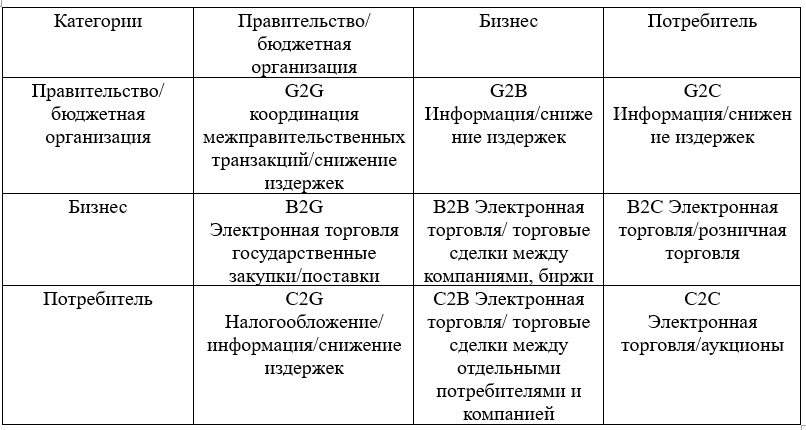 Категории
Правительство/
бюджетная
организация
Бизнес
Потребитель
Правительство/
бюджетная
организация
G2G
координация
межправительственных
транзакций/снижение
издержек
G2B
Информация/сниже
ние издержек
G2C
Информация/снижен
ие издержек
Бизнес
B2G
Электронная торговля
государственные
закупки/поставки
B2B Электронная
торговля/ торговые
сделки между
компаниями, биржи
B2C Электронная
торговля/розничная
торговля
Потребитель
C2G
Налогообложение/
информация/снижение
издержек
C2B Электронная
торговля/ торговые
сделки между
отдельными
потребителями и
компанией
C2C
Электронная
торговля/аукционы